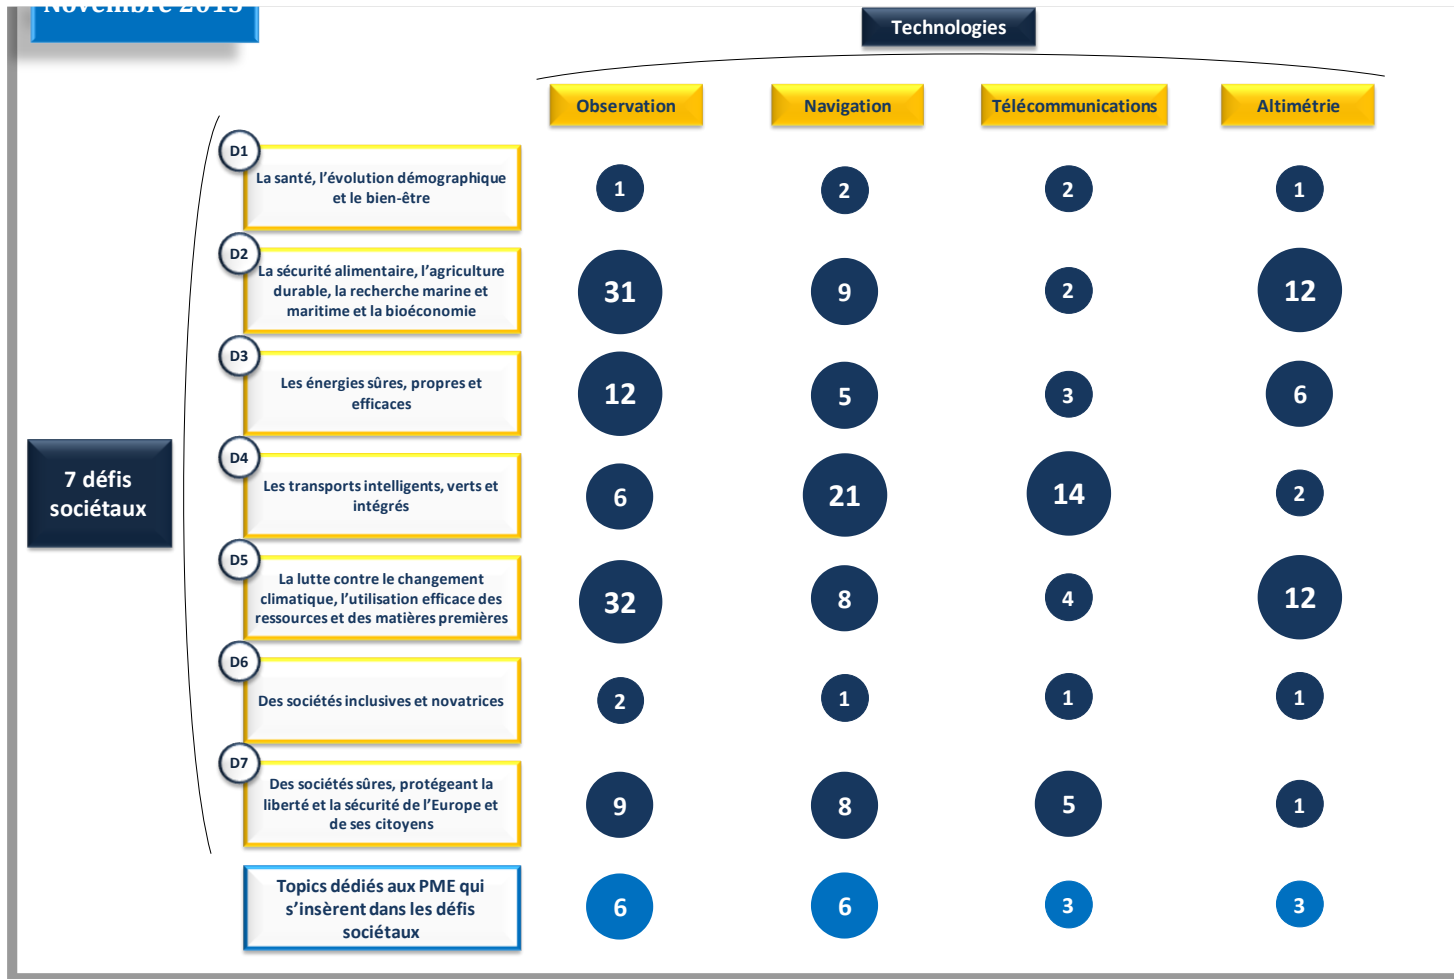 Novembre 2015
Technologies
Observation
Navigation
Télécommunications
Altimétrie
D1
La santé, l’évolution démographique
et le bien-être
1
2
2
1
D2
La sécurité alimentaire, l’agriculture
durable, la recherche marine et
maritime et la bioéconomie
31
9
2
12
D3
Les énergies sûres, propres et
efficaces
12
5
3
6
7 défis
sociétaux
D4
Les transports intelligents, verts et
intégrés
6
21
14
2
D5
La lutte contre le changement
climatique, l’utilisation efficace des
ressources et des matières premières
32
8
4
12
D6
Des sociétés inclusives et novatrices
2
1
1
1
D7
Des sociétés sûres, protégeant la
liberté et la sécurité de l’Europe et
de ses citoyens
9
8
5
1
Topics dédiés aux PME qui
s’insèrent dans les défis
sociétaux
6
6
3
3